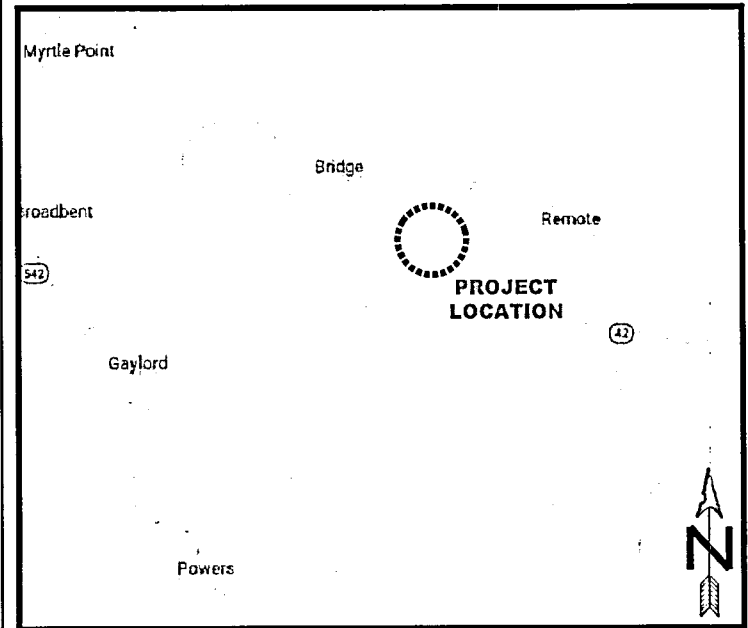 Myrtle Point
Bridge
roadbent
Remote
542
PROJECT
LOCATION
42
Gaylord
N
Powers